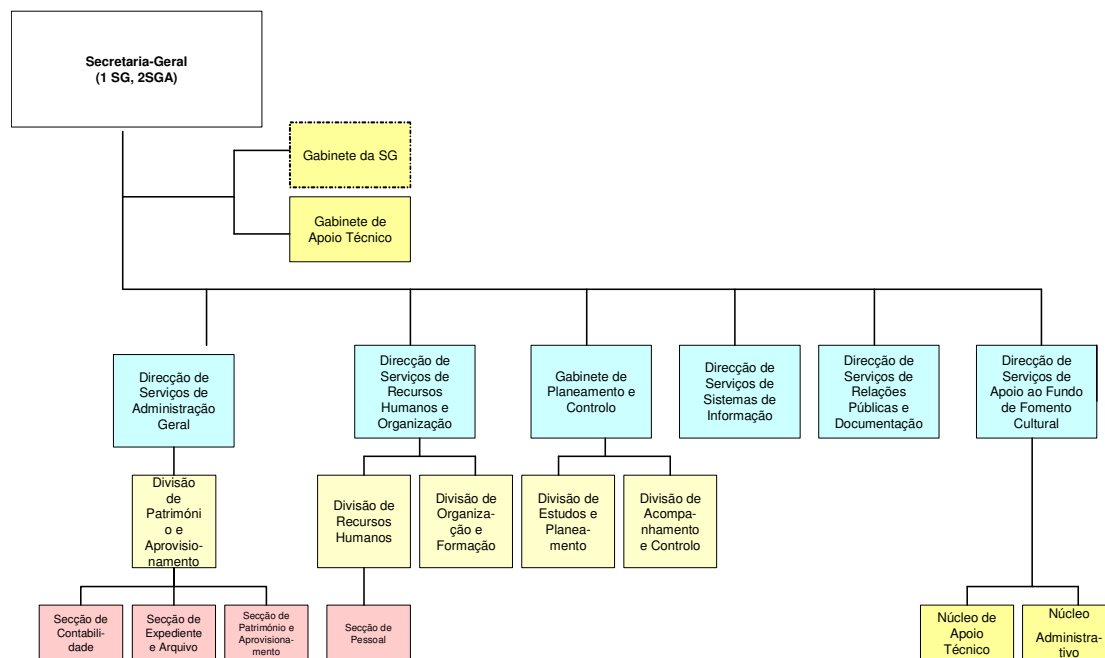 Secretaria-Geral
(1 SG, 2SGA)
Gabinete da SG
Gabinete de
Apoio Técnico
Direcção de
Serviços de
Administração
Geral
Direcção de
Serviços de
Recursos
Humanos e
Organização
Gabinete de
Planeamento e
Controlo
Direcção de
Serviços de
Sistemas de
Informação
Direcção de
Serviços de
Relações
Públicas e
Documentação
Direcção de
Serviços de
Apoio ao Fundo
de Fomento
Cultural
Divisão
de
Patrimóni
o e
Aprovisio-
namento
Divisão de
Recursos
Humanos
Divisão de
Organiza-
ção e
Formação
Divisão de
Estudos e
Planea-
mento
Divisão de
Acompa-
nhamento
e Controlo
Secção de
Contabili-
dade
Secção de
Expediente
e Arquivo
Secção de
Património e
Aprovisiona-
mento
Secção de
Pessoal
Núcleo de
Apoio
Técnico
Núcleo
Administra-
tivo